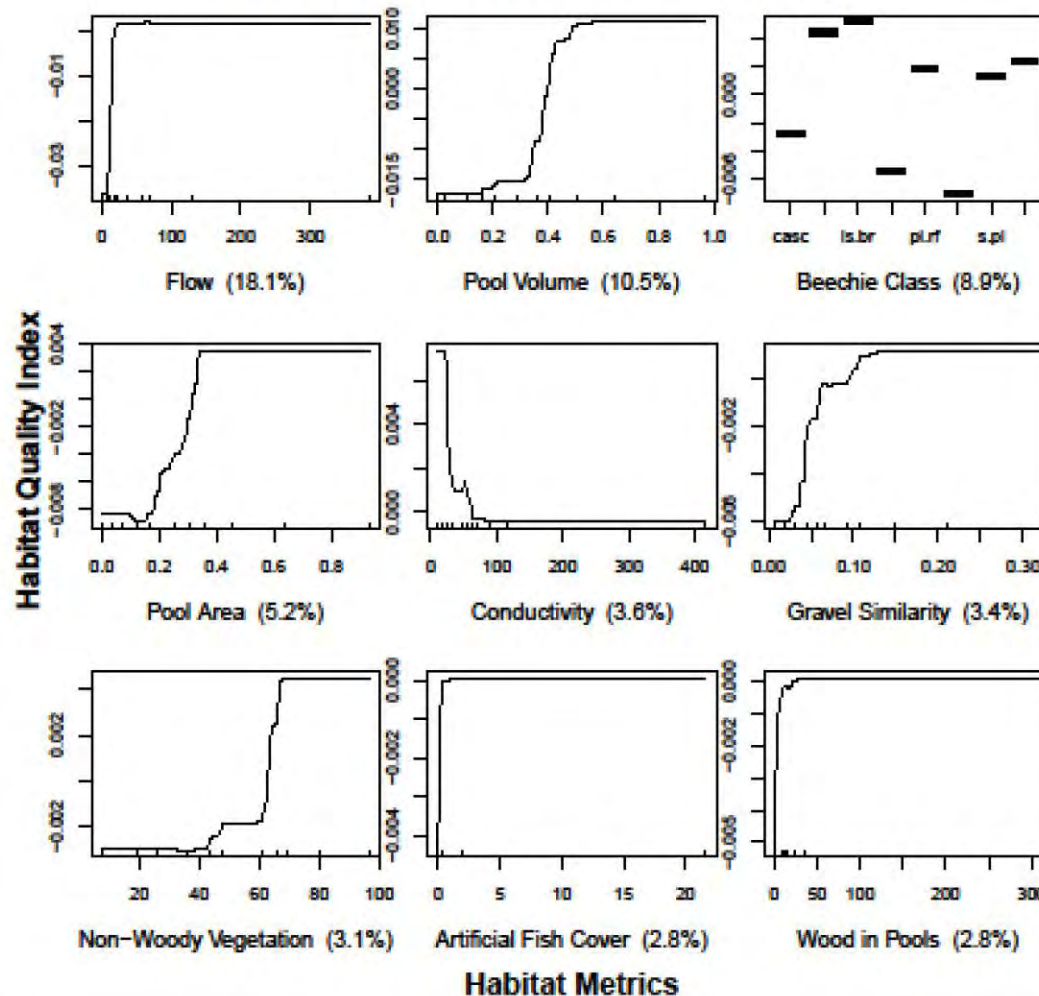 −0.01
−0.03
0 100 200 300
Flow (18.1%)
0.010
0.000
−0.015
0.0 0.2 0.4 0.6 0.8 1.0
Pool Volume (10.5%)
0.000
−0.006
casc ls.br pl.rf s.pl
Beechie Class (8.9%)
Habitat Quality Index
0.004
−0.002
−0.008
0.0 0.2 0.4 0.6 0.8
Pool Area (5.2%)
0.004
0.000
0 100 200 300 400
Conductivity (3.6%)
−0.002
−0.006
0.00 0.10 0.20 0.30
Gravel Similarity (3.4%)
0.002
−0.002
20 40 60 80 100
Non−Woody Vegetation (3.1%)
0.000
−0.002
−0.004
0 5 10 15 20
Artificial Fish Cover (2.8%)
0.000
−0.002
0 50 100 200
Wood in Pools (2.8%)
Habitat Metrics